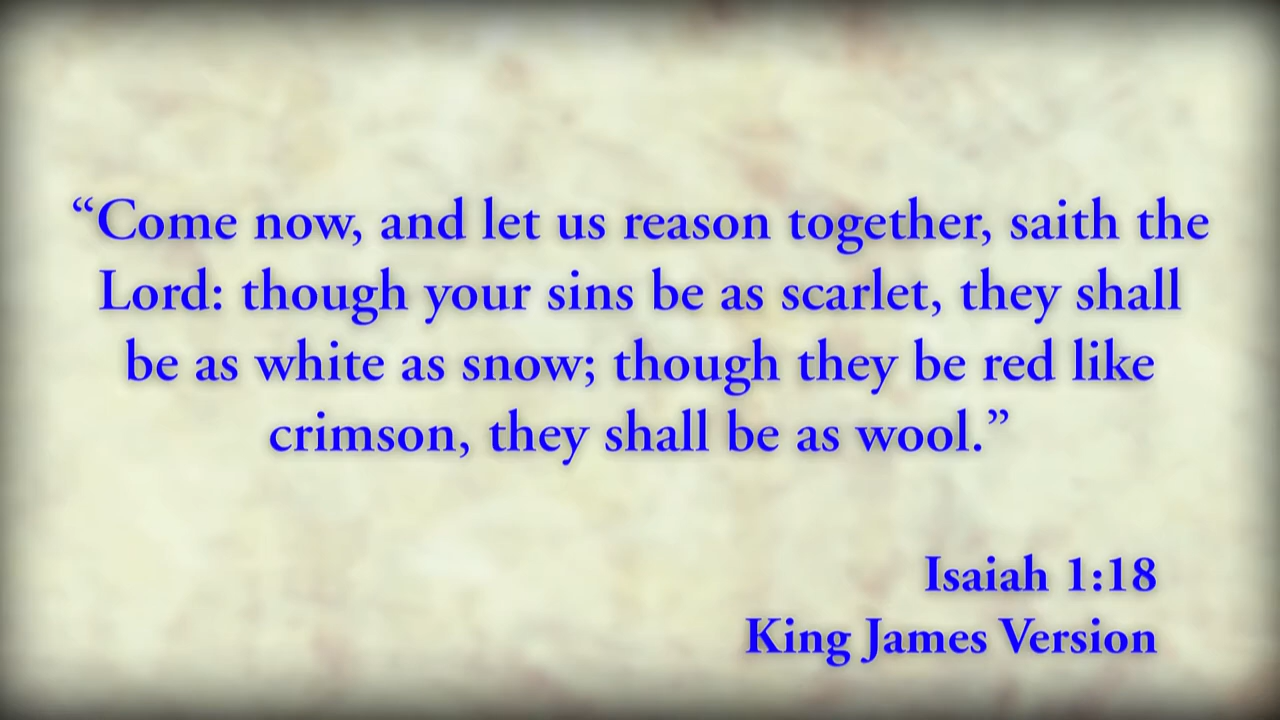 “Come now, and let us reason together, saith the
Lord: though your sins be as scarlet, they shall
be as white as snow; though they be red like
crimson, they shall be as wool.”
Isaiah 1:18
King James Version